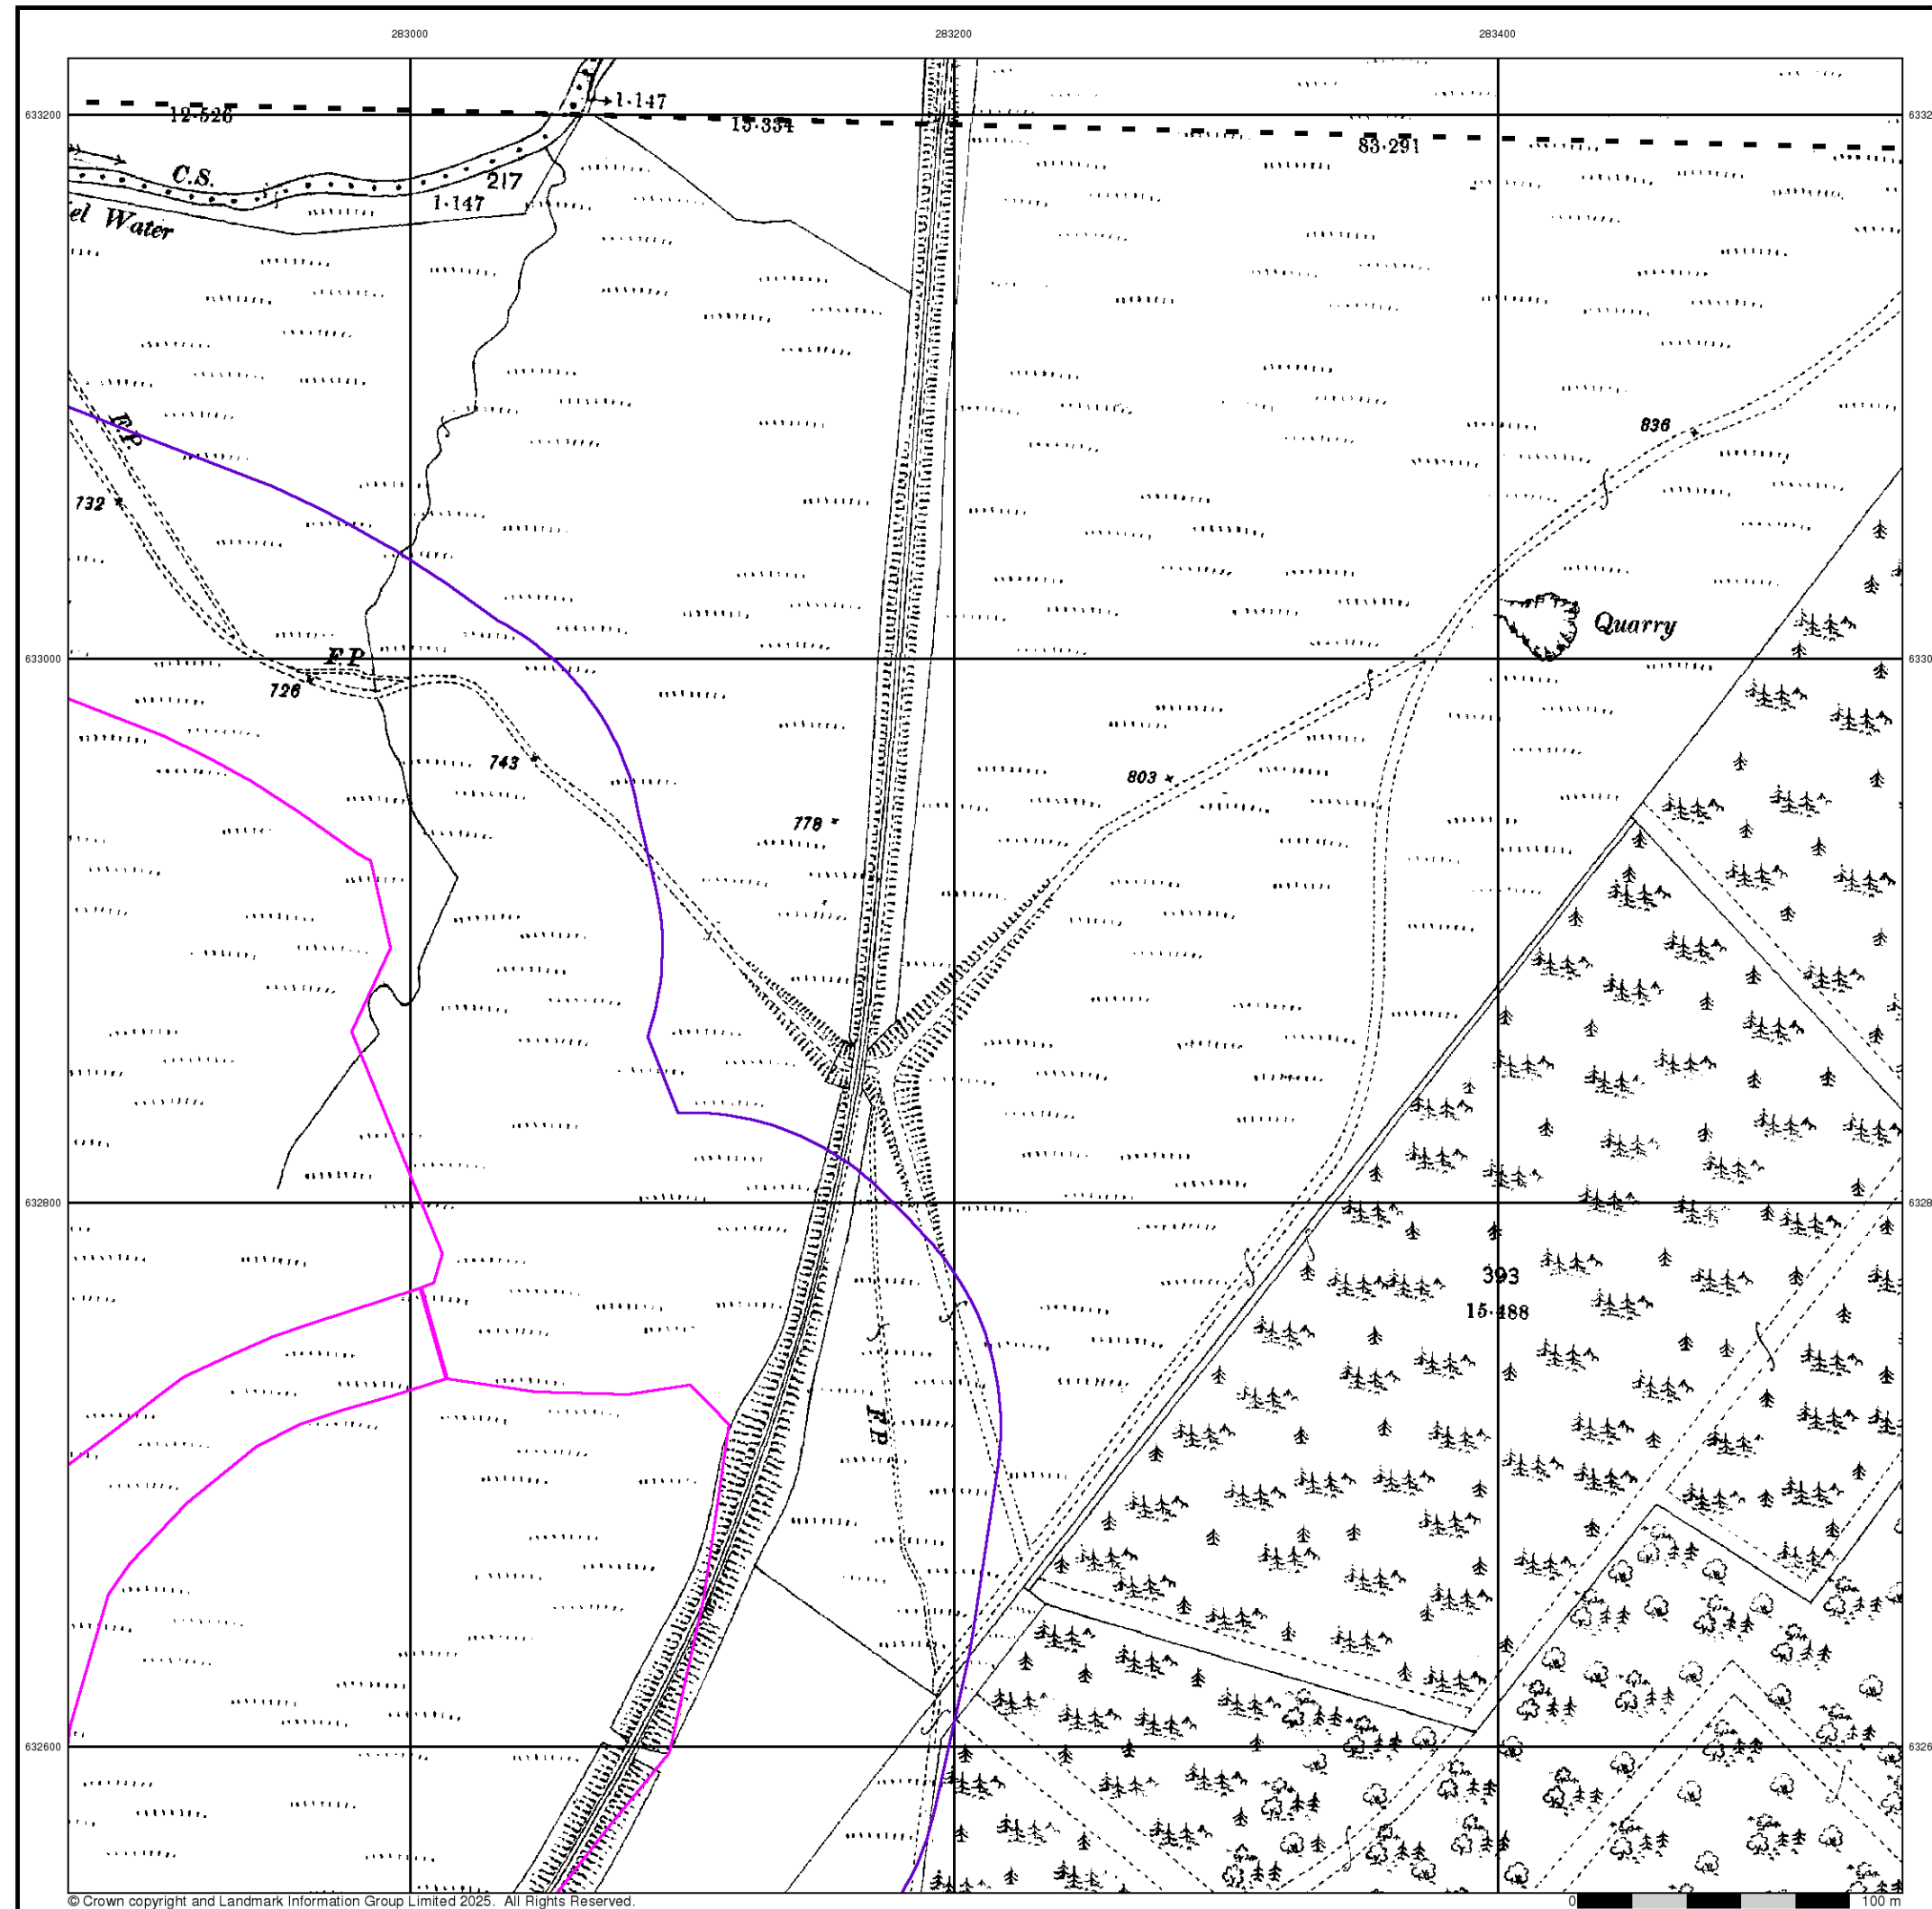 283000 283200 283400
633200
12·526
1·147
15·334
83·291
C.S.
217
1·147
el Water
F.P.
836
732
Quarry
633000
F.P.
726
743
803
778
632800
393
15·488
F.P.
632600
© Crown copyright and Landmark Information Group Limited 2025. All Rights Reserved.
0 100 m